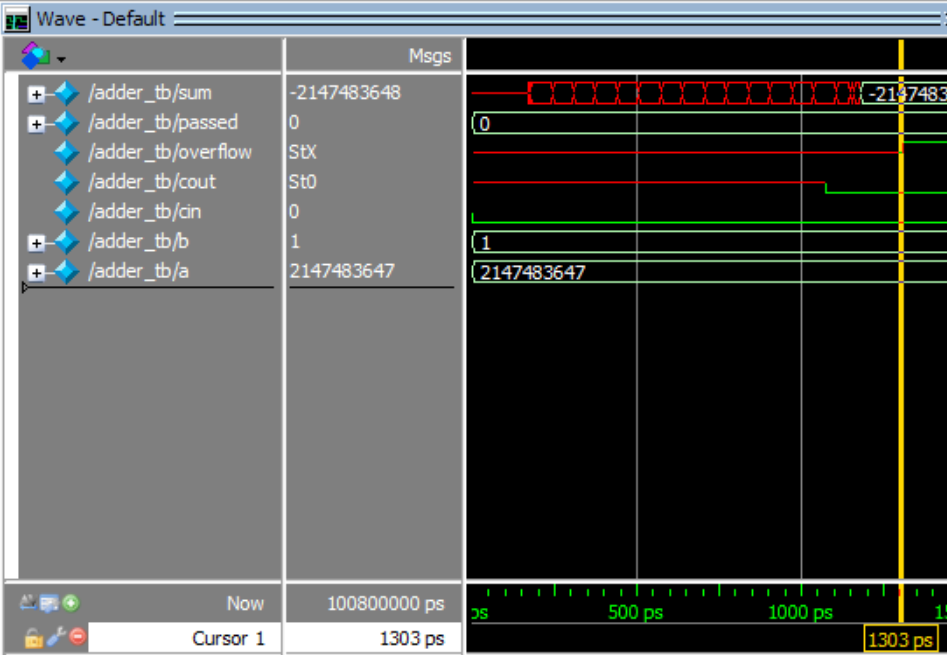 Wave - Default
Msgs
/adder_tb/sum -2147483648 -2147483
/adder_tb/passed 0 0
/adder_tb/overflow StX
/adder_tb/cout St0
/adder_tb/cin 0
/adder_tb/b 1 1
/adder_tb/a 2147483647 2147483647
Now 100800000 ps ps 500 ps 1000 ps 1
Cursor 1 1303 ps 1303 ps